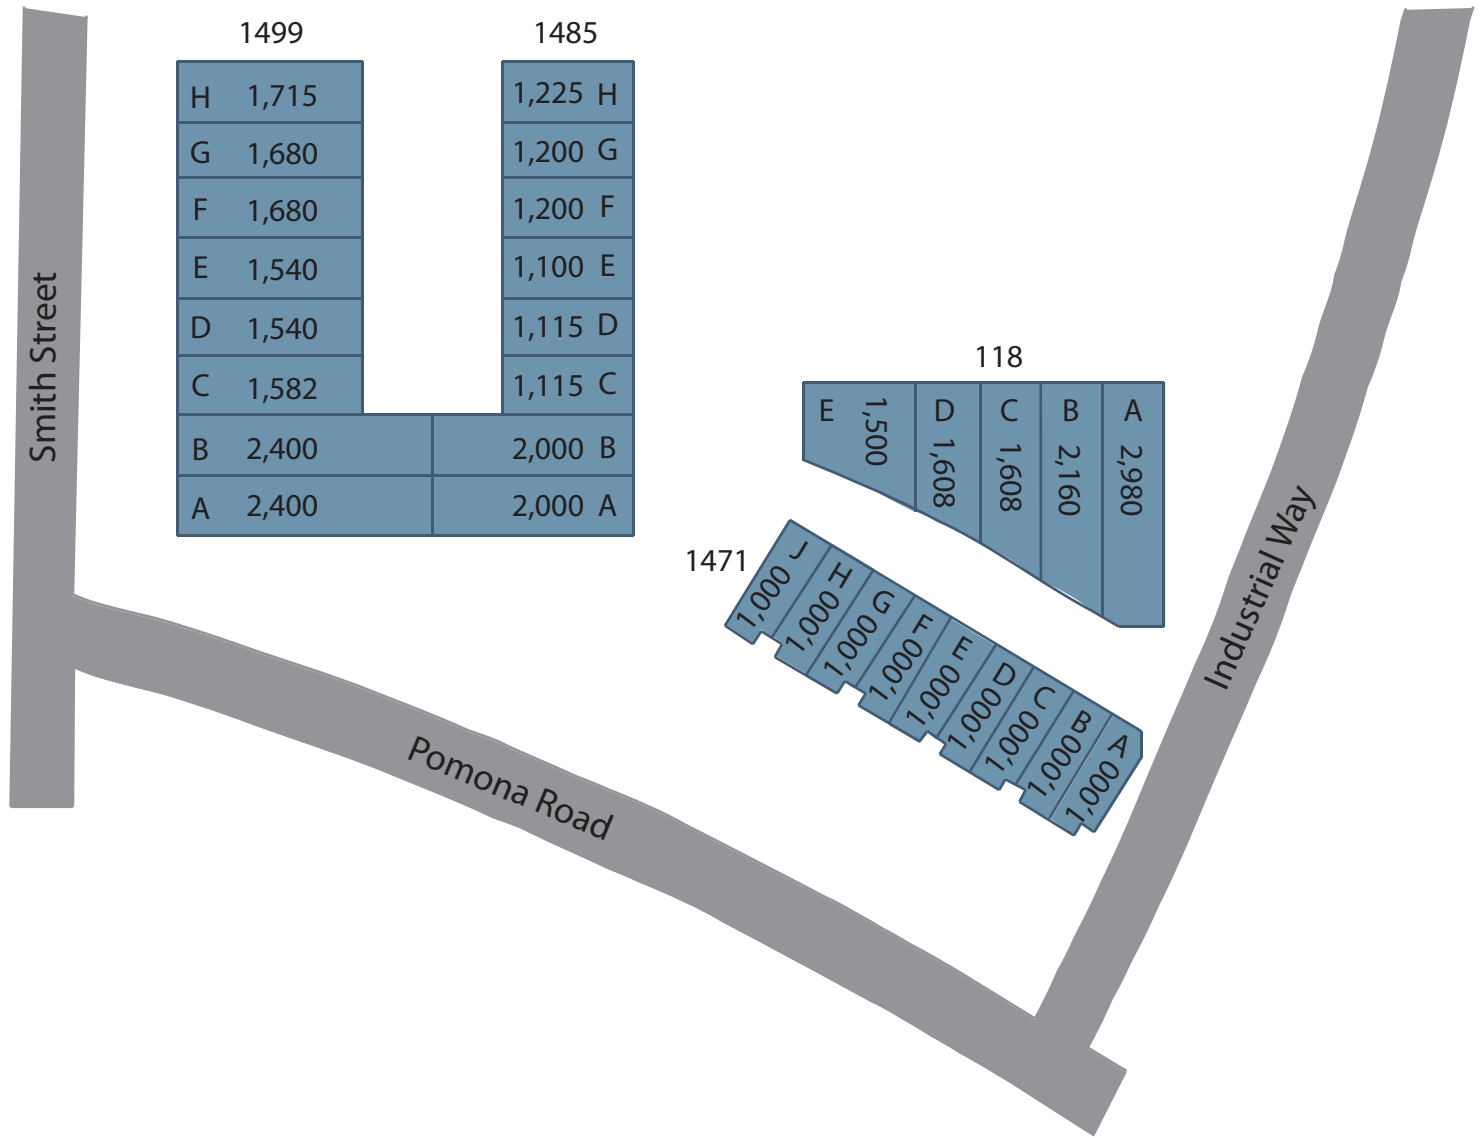 1499
H 1,715
G 1,680
F 1,680
E 1,540
D 1,540
C 1,582
B 2,400
A 2,400
1485
1,225 H
1,200 G
1,200 F
1,100 E
1,115 D
1,115 C
2,000 B
2,000 A
118
E 1,500
D 1,608
C 1,608
B 2,160
A 2,980
1471
J 1,000
H 1,000
G 1,000
F 1,000
E 1,000
D 1,000
C 1,000
B 1,000
A 1,000
Smith Street
Pomona Road
Industrial Way